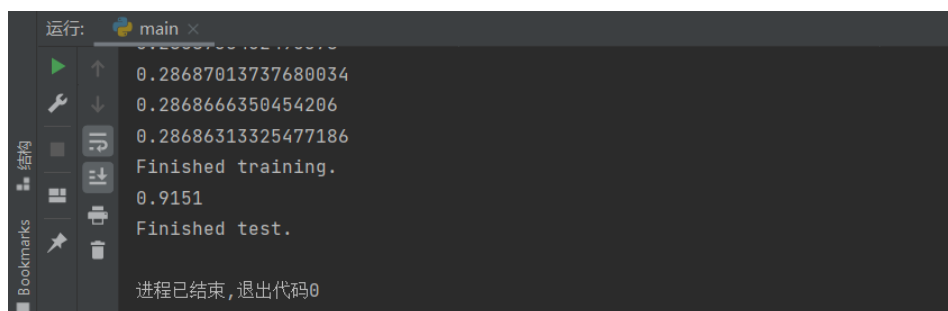 运行:
main
0.28687013737680034
0.2868666350454206
0.28686313325477186
Finished training.
0.9151
Finished test.
进程已结束,退出代码0
结构
Bookmarks